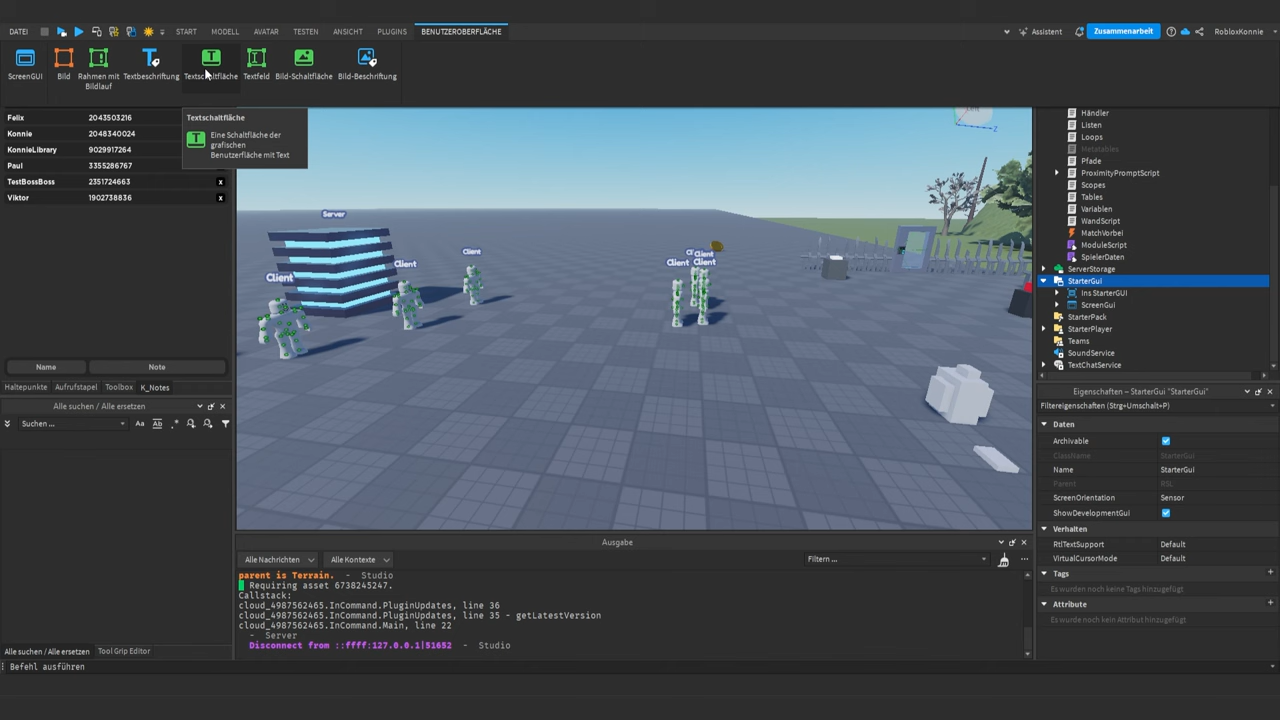 DATEI START MODELL AVATAR TESTEN ANSICHT PLUGINS BENUTZEROBERFLÄCHE Assistent Zusammenarbeit RobloxKonnie
ScreenGUI Bild Rahmen mit Bildlauf Textbeschriftung Textschaltfläche Textfeld Bild-Schaltfläche Bild-Beschriftung
Textschaltfläche
Eine Schaltfläche der
grafischen
Benutzerfläche mit Text
Felix 2043503216
Konnie 2048340024
KonnieLibrary 9029917264
Paul 3355286767
TestBossBoss 2351724663 x
Viktor 1902738836 x
Name Note
Haltepunkte Aufrufstapel Toolbox K_Notes
Alle suchen / Alle ersetzen
Suchen ... Aa Ab
Alle suchen / Alle ersetzen Tool Grip Editor
Befehl ausführen
Server
Client
Client
Client
Client
Client
Ausgabe
Alle Nachrichten Alle Kontexte Filtern ...
parent is Terrain. - Studio
Requiring asset 6738245247.
Callstack:
cloud_4987562465.InCommand.PluginUpdates, line 36
cloud_4987562465.InCommand.PluginUpdates, line 35 - getLatestVersion
cloud_4987562465.InCommand.Main, line 22
- Server
Disconnect from ::ffff:127.0.0.1|51652 - Studio
Händler
Listen
Loops
Metatables
Pfade
ProximityPromptScript
Scopes
Tables
Variablen
WandScript
MatchVorbei
ModuleScript
SpielerDaten
ServerStorage
StarterGui
Ins StarterGUI
ScreenGui
StarterPack
StarterPlayer
Teams
SoundService
TextChatService
Eigenschaften – StarterGui "StarterGui"
Filtereigenschaften (Strg+Umschalt+P)
Daten
Archivable
ClassName StarterGui
Name StarterGui
Parent RSL
ScreenOrientation Sensor
ShowDevelopmentGui
Verhalten
RtlTextSupport Default
VirtualCursorMode Default
Tags
Es wurden noch keine Tags hinzugefügt
Attribute
Es wurde noch kein Attribut hinzugefügt